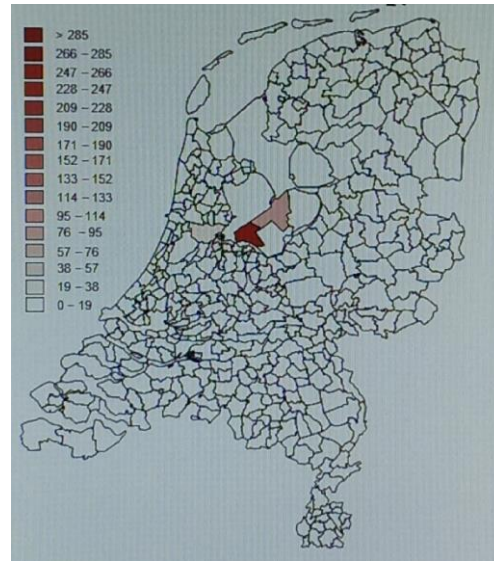 > 285
266 – 285
247 – 266
228 – 247
209 – 228
190 – 209
171 – 190
152 – 171
133 – 152
114 – 133
95 – 114
76 – 95
57 – 76
38 – 57
19 – 38
0 – 19